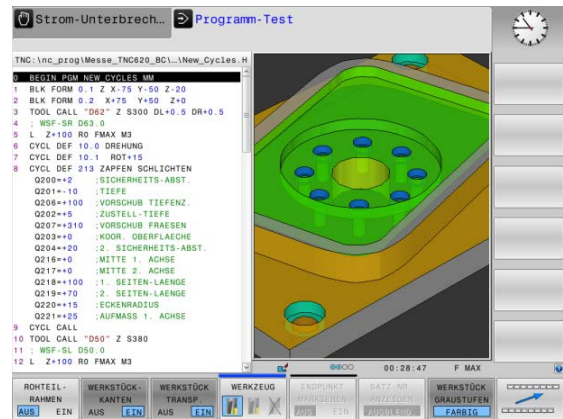 Strom-Unterbrech... Programm-Test
TNC:\nc_prog\Messe_TNC620_BC\…\New_Cycles.H
0 BEGIN PGM NEW_CYCLES MM
1 BLK FORM 0.1 Z X-75 Y-50 Z-20
2 BLK FORM 0.2 X+75 Y+50 Z+0
3 TOOL CALL "D62" Z S300 DL+0.5 DR+0.5
4 ; WSF-SR D63.0
5 L Z+100 R0 FMAX M3
6 CYCL DEF 10.0 DREHUNG
7 CYCL DEF 10.1 ROT+15
8 CYCL DEF 213 ZAPFEN SCHLICHTEN
Q200=+2 ;SICHERHEITS-ABST.
Q201=-10 ;TIEFE
Q206=+100 ;VORSCHUB TIEFENZ.
Q202=+5 ;ZUSTELL-TIEFE
Q207=+310 ;VORSCHUB FRAESEN
Q203=+0 ;KOOR. OBERFLAECHE
Q204=+20 ;2. SICHERHEITS-ABST.
Q216=+0 ;MITTE 1. ACHSE
Q217=+0 ;MITTE 2. ACHSE
Q218=+100 ;1. SEITEN-LAENGE
Q219=+70 ;2. SEITEN-LAENGE
Q220=+15 ;ECKENRADIUS
Q221=+25 ;AUFMASS 1. ACHSE
9 CYCL CALL
10 TOOL CALL "D50" Z S380
11 ; WSF-SL D50.0
12 L Z+100 R0 FMAX M3
00:28:47 F MAX
ROHTEIL-
RAHMEN
AUS EIN
WERKSTÜCK-
KANTEN
AUS EIN
WERKSTÜCK
TRANSP.
AUS EIN
WERKZEUG
ENDPUNKT
MARKIEREN
AUS EIN
SATZ-NR
ANZEIGEN
AUSBLEND.
WERKSTÜCK
GRAUSTUFEN
FARBIG